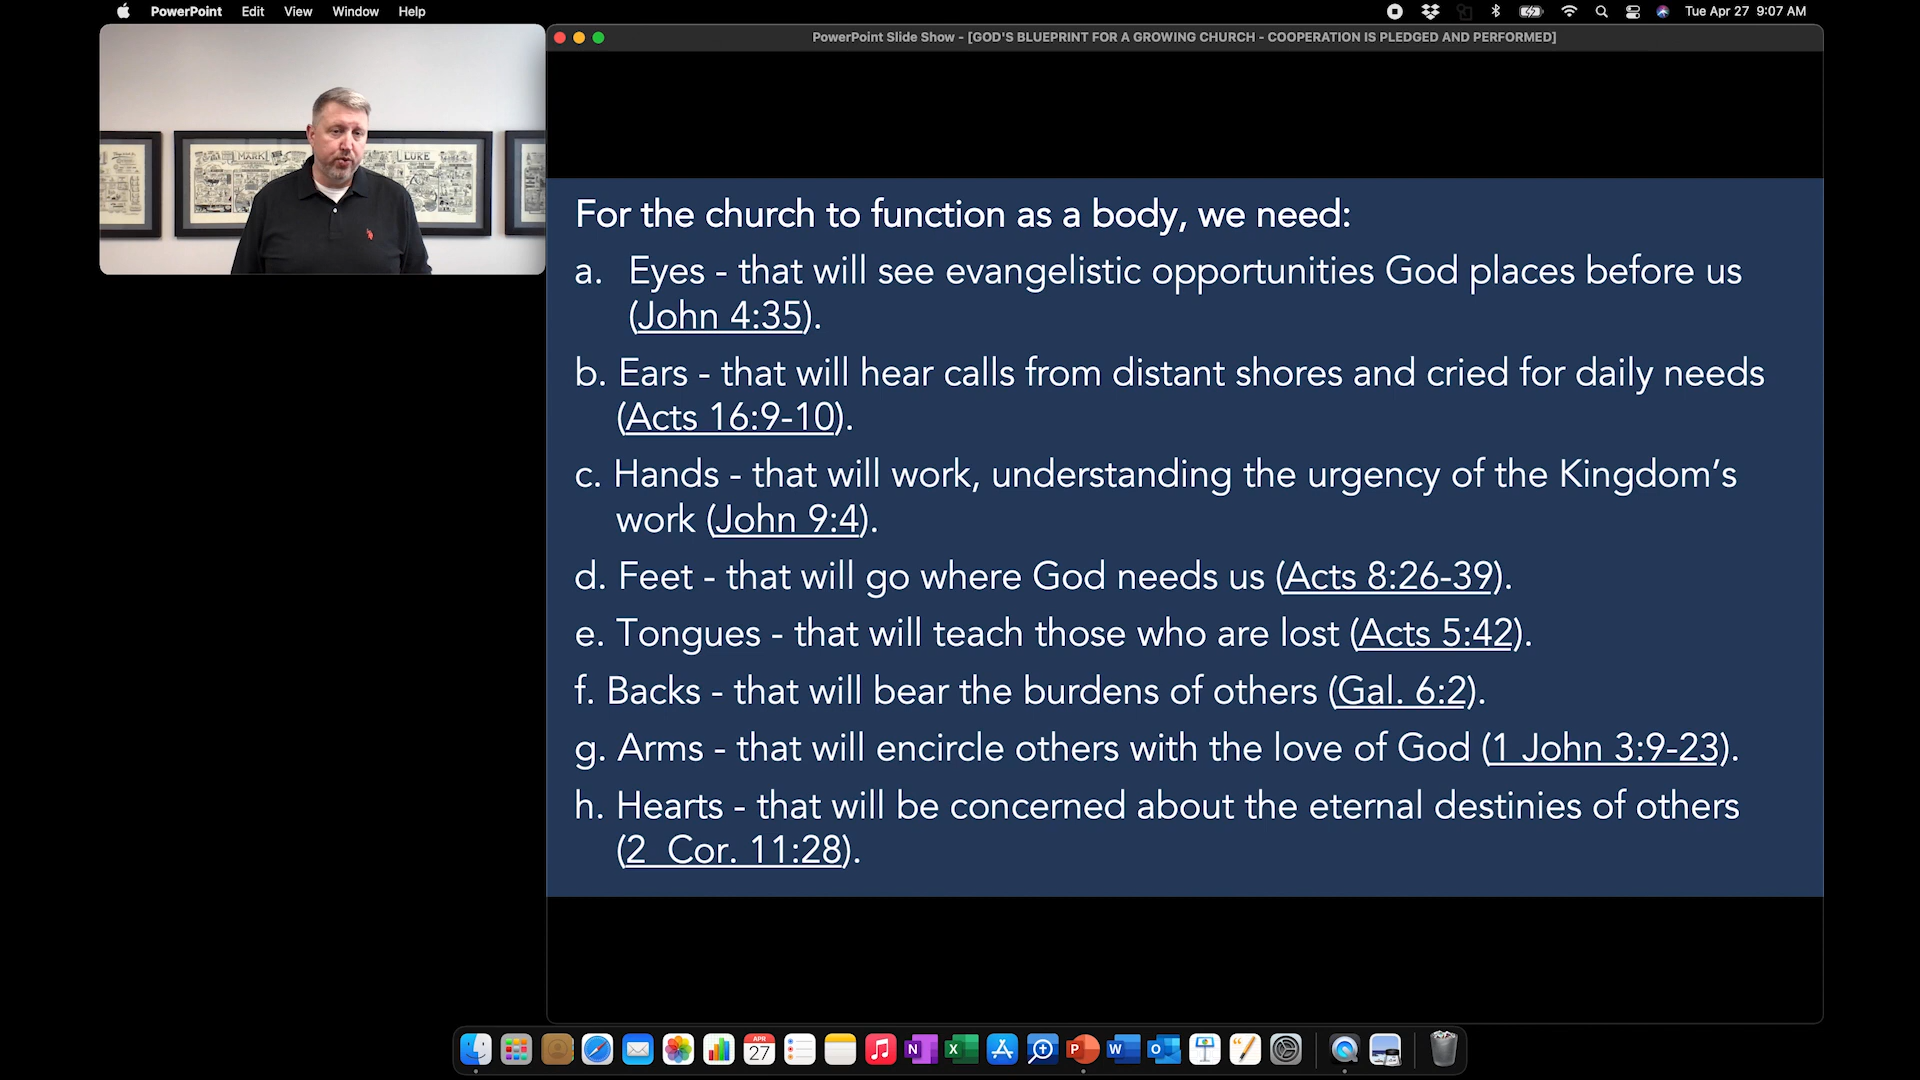 PowerPoint Edit View Window Help
Tue Apr 27 9:07 AM
PowerPoint Slide Show - [GOD'S BLUEPRINT FOR A GROWING CHURCH - COOPERATION IS PLEDGED AND PERFORMED]
MARK
LUKE
For the church to function as a body, we need:
a. Eyes - that will see evangelistic opportunities God places before us
(John 4:35).
b. Ears - that will hear calls from distant shores and cried for daily needs
(Acts 16:9-10).
c. Hands - that will work, understanding the urgency of the Kingdom's
work (John 9:4).
d. Feet - that will go where God needs us (Acts 8:26-39).
e. Tongues - that will teach those who are lost (Acts 5:42).
f. Backs - that will bear the burdens of others (Gal. 6:2).
g. Arms - that will encircle others with the love of God (1 John 3:9-23).
h. Hearts - that will be concerned about the eternal destinies of others
(2 Cor. 11:28).
APR
27
N X P W O